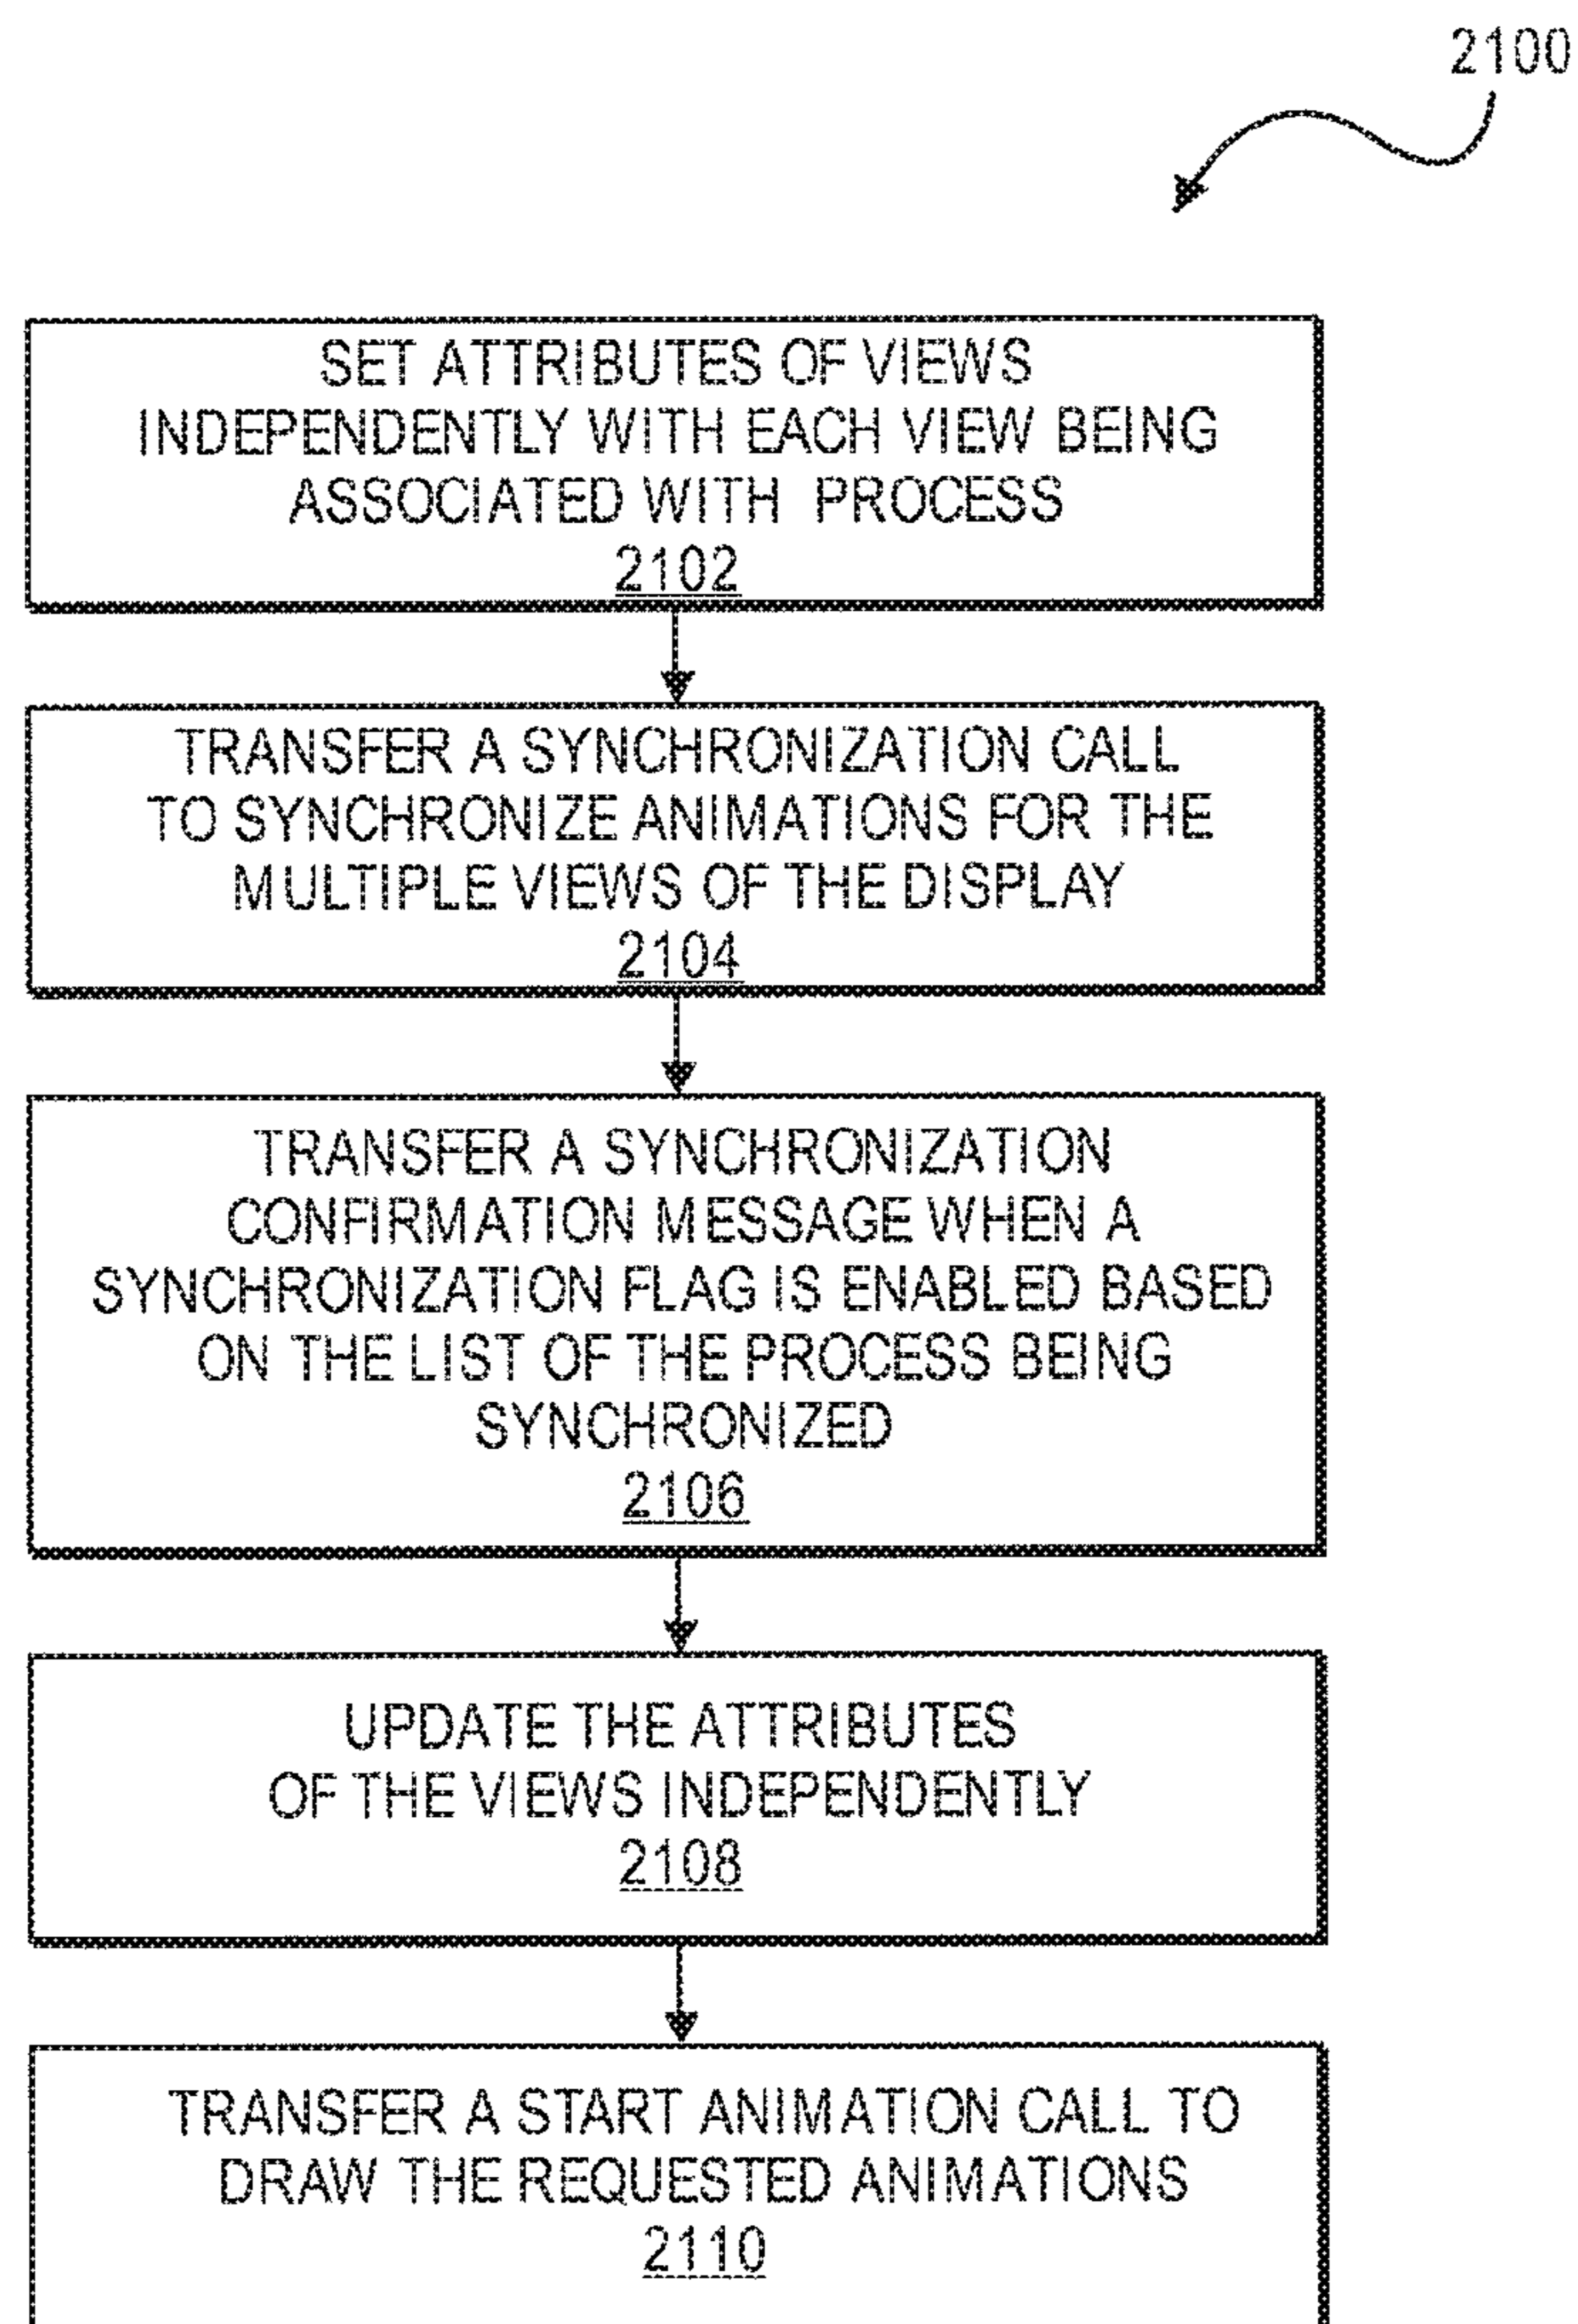 2100
SET ATTRIBUTES OF VIEWS
INDEPENDENTLY WITH EACH VIEW BEING
ASSOCIATED WITH PROCESS
2102
TRANSFER A SYNCHRONIZATION CALL
TO SYNCHRONIZE ANIMATIONS FOR THE
MULTIPLE VIEWS OF THE DISPLAY
2104
TRANSFER A SYNCHRONIZATION
CONFIRMATION MESSAGE WHEN A
SYNCHRONIZATION FLAG IS ENABLED BASED
ON THE LIST OF THE PROCESS BEING
SYNCHRONIZED
2106
UPDATE THE ATTRIBUTES
OF THE VIEWS INDEPENDENTLY
2108
TRANSFER A START ANIMATION CALL TO
DRAW THE REQUESTED ANIMATIONS
2110